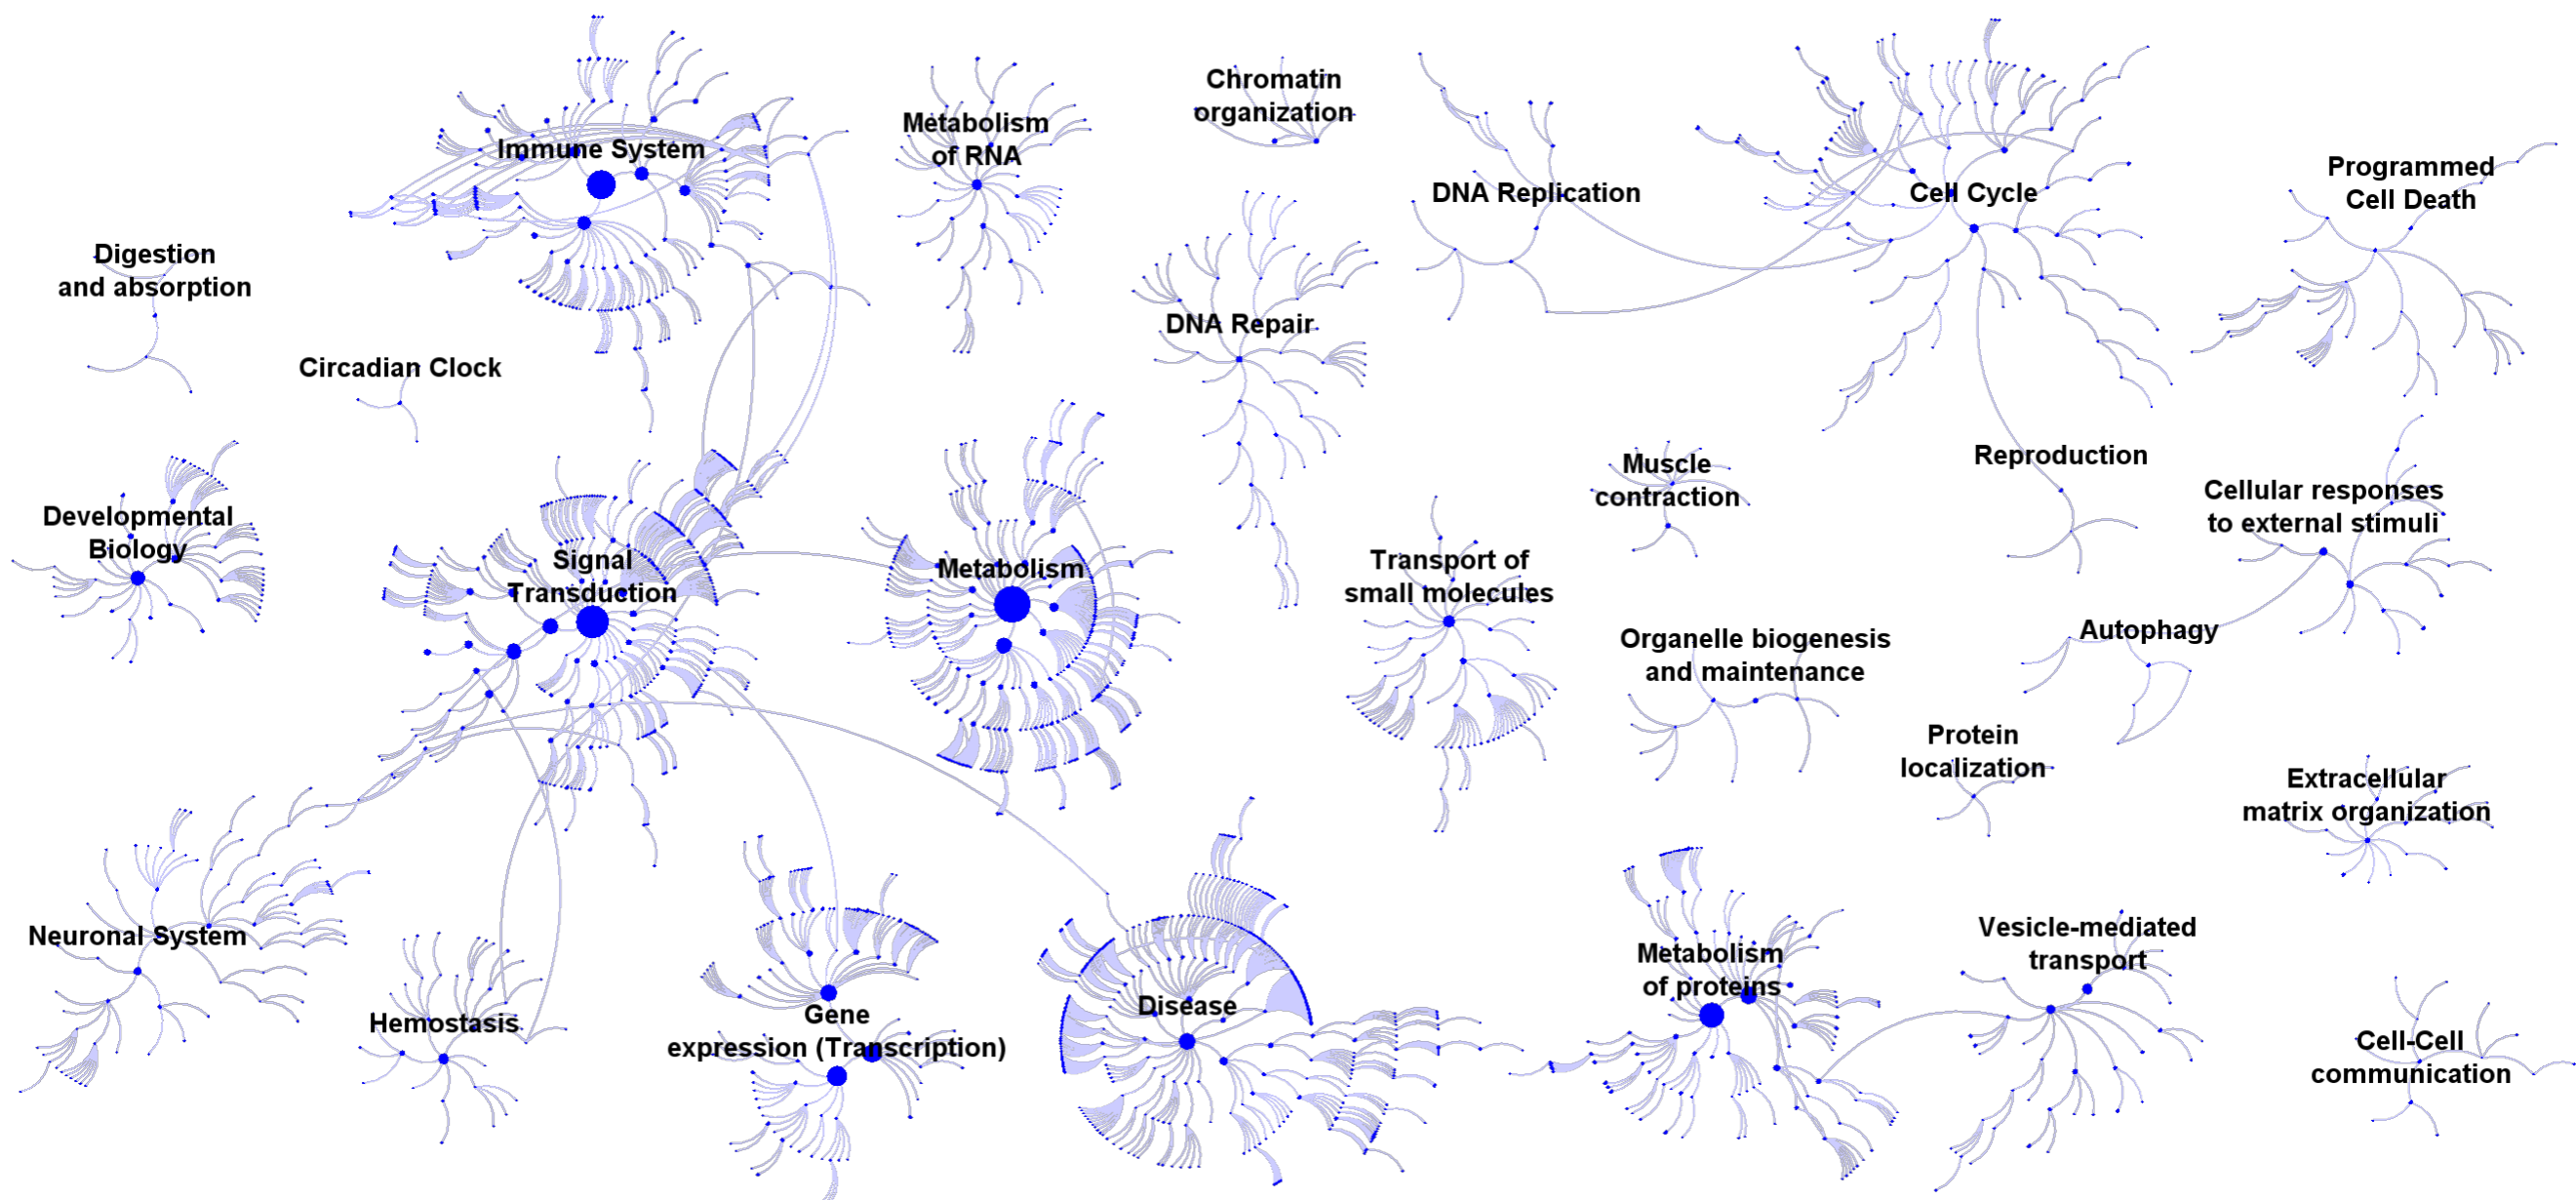 Immune System
Metabolism
of RNA
Chromatin
organization
DNA Replication
Cell Cycle
Programmed
Cell Death
Digestion
and absorption
Circadian Clock
DNA Repair
Developmental
Biology
Signal
Transduction
Metabolism
Transport of
small molecules
Muscle
contraction
Reproduction
Cellular responses
to external stimuli
Organelle biogenesis
and maintenance
Autophagy
Protein
localization
Extracellular
matrix organization
Neuronal System
Hemostasis
Gene
expression (Transcription)
Disease
Metabolism
of proteins
Vesicle-mediated
transport
Cell-Cell
communication